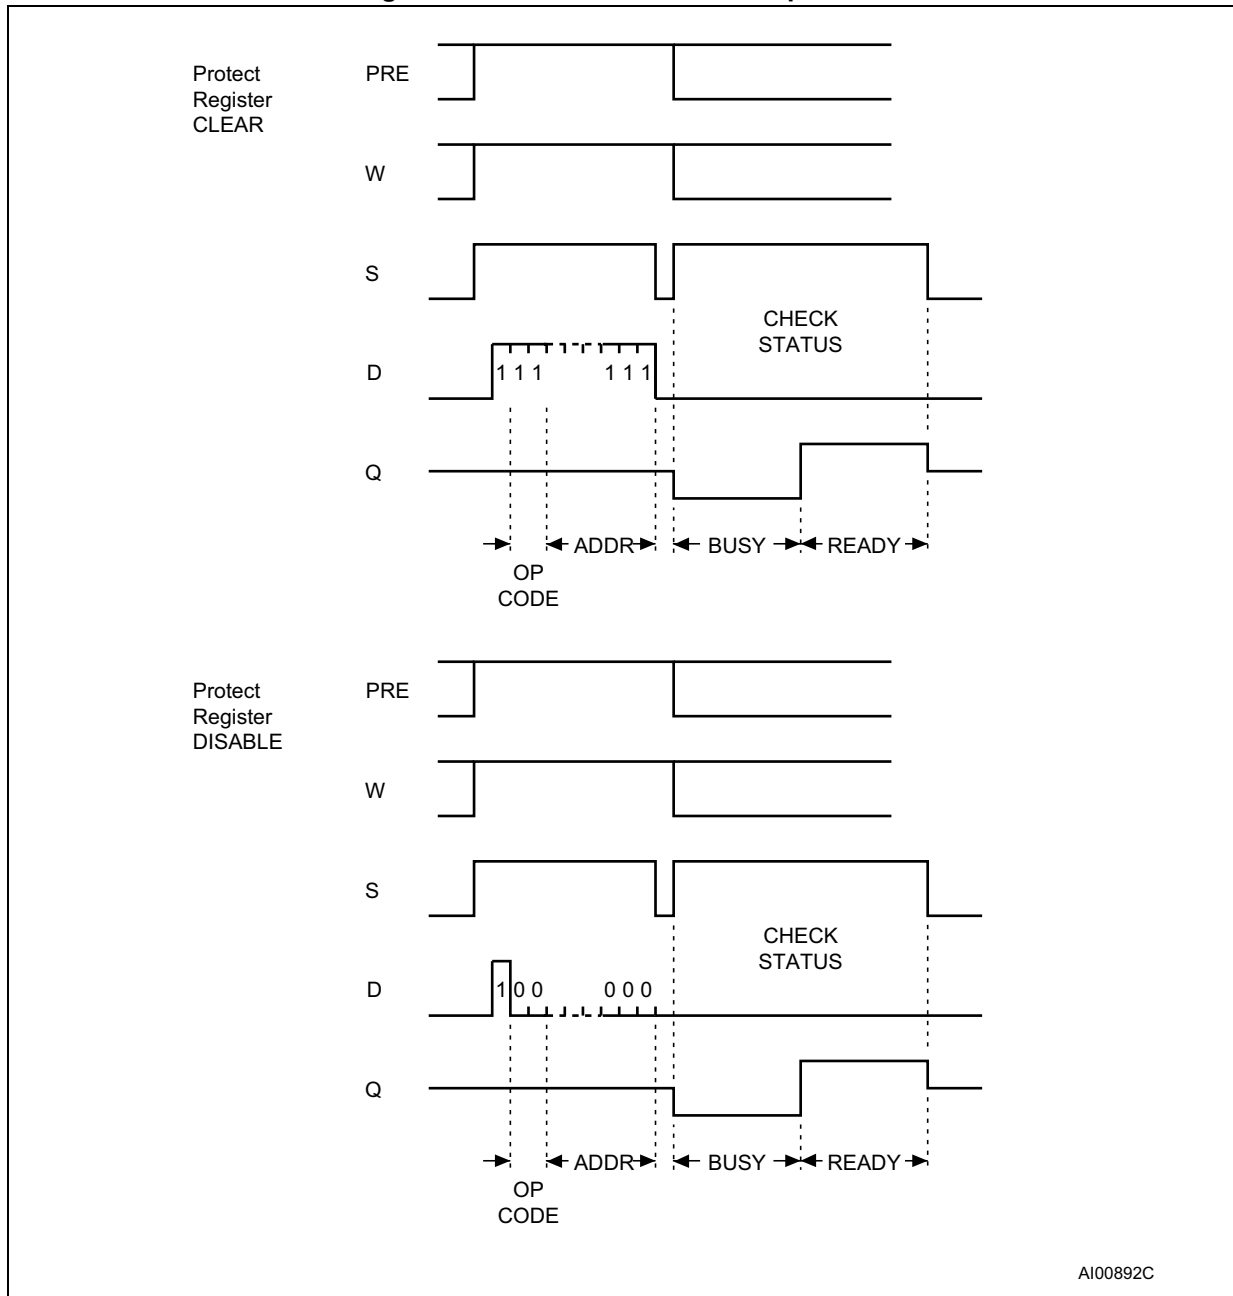 Protect
Register
CLEAR
PRE
W
S
CHECK
STATUS
D
1 1 1 1 1 1
Q
ADDR BUSY READY
OP
CODE
Protect
Register
DISABLE
PRE
W
S
CHECK
STATUS
D
1 0 0 0 0 0
Q
ADDR BUSY READY
OP
CODE
AI00892C